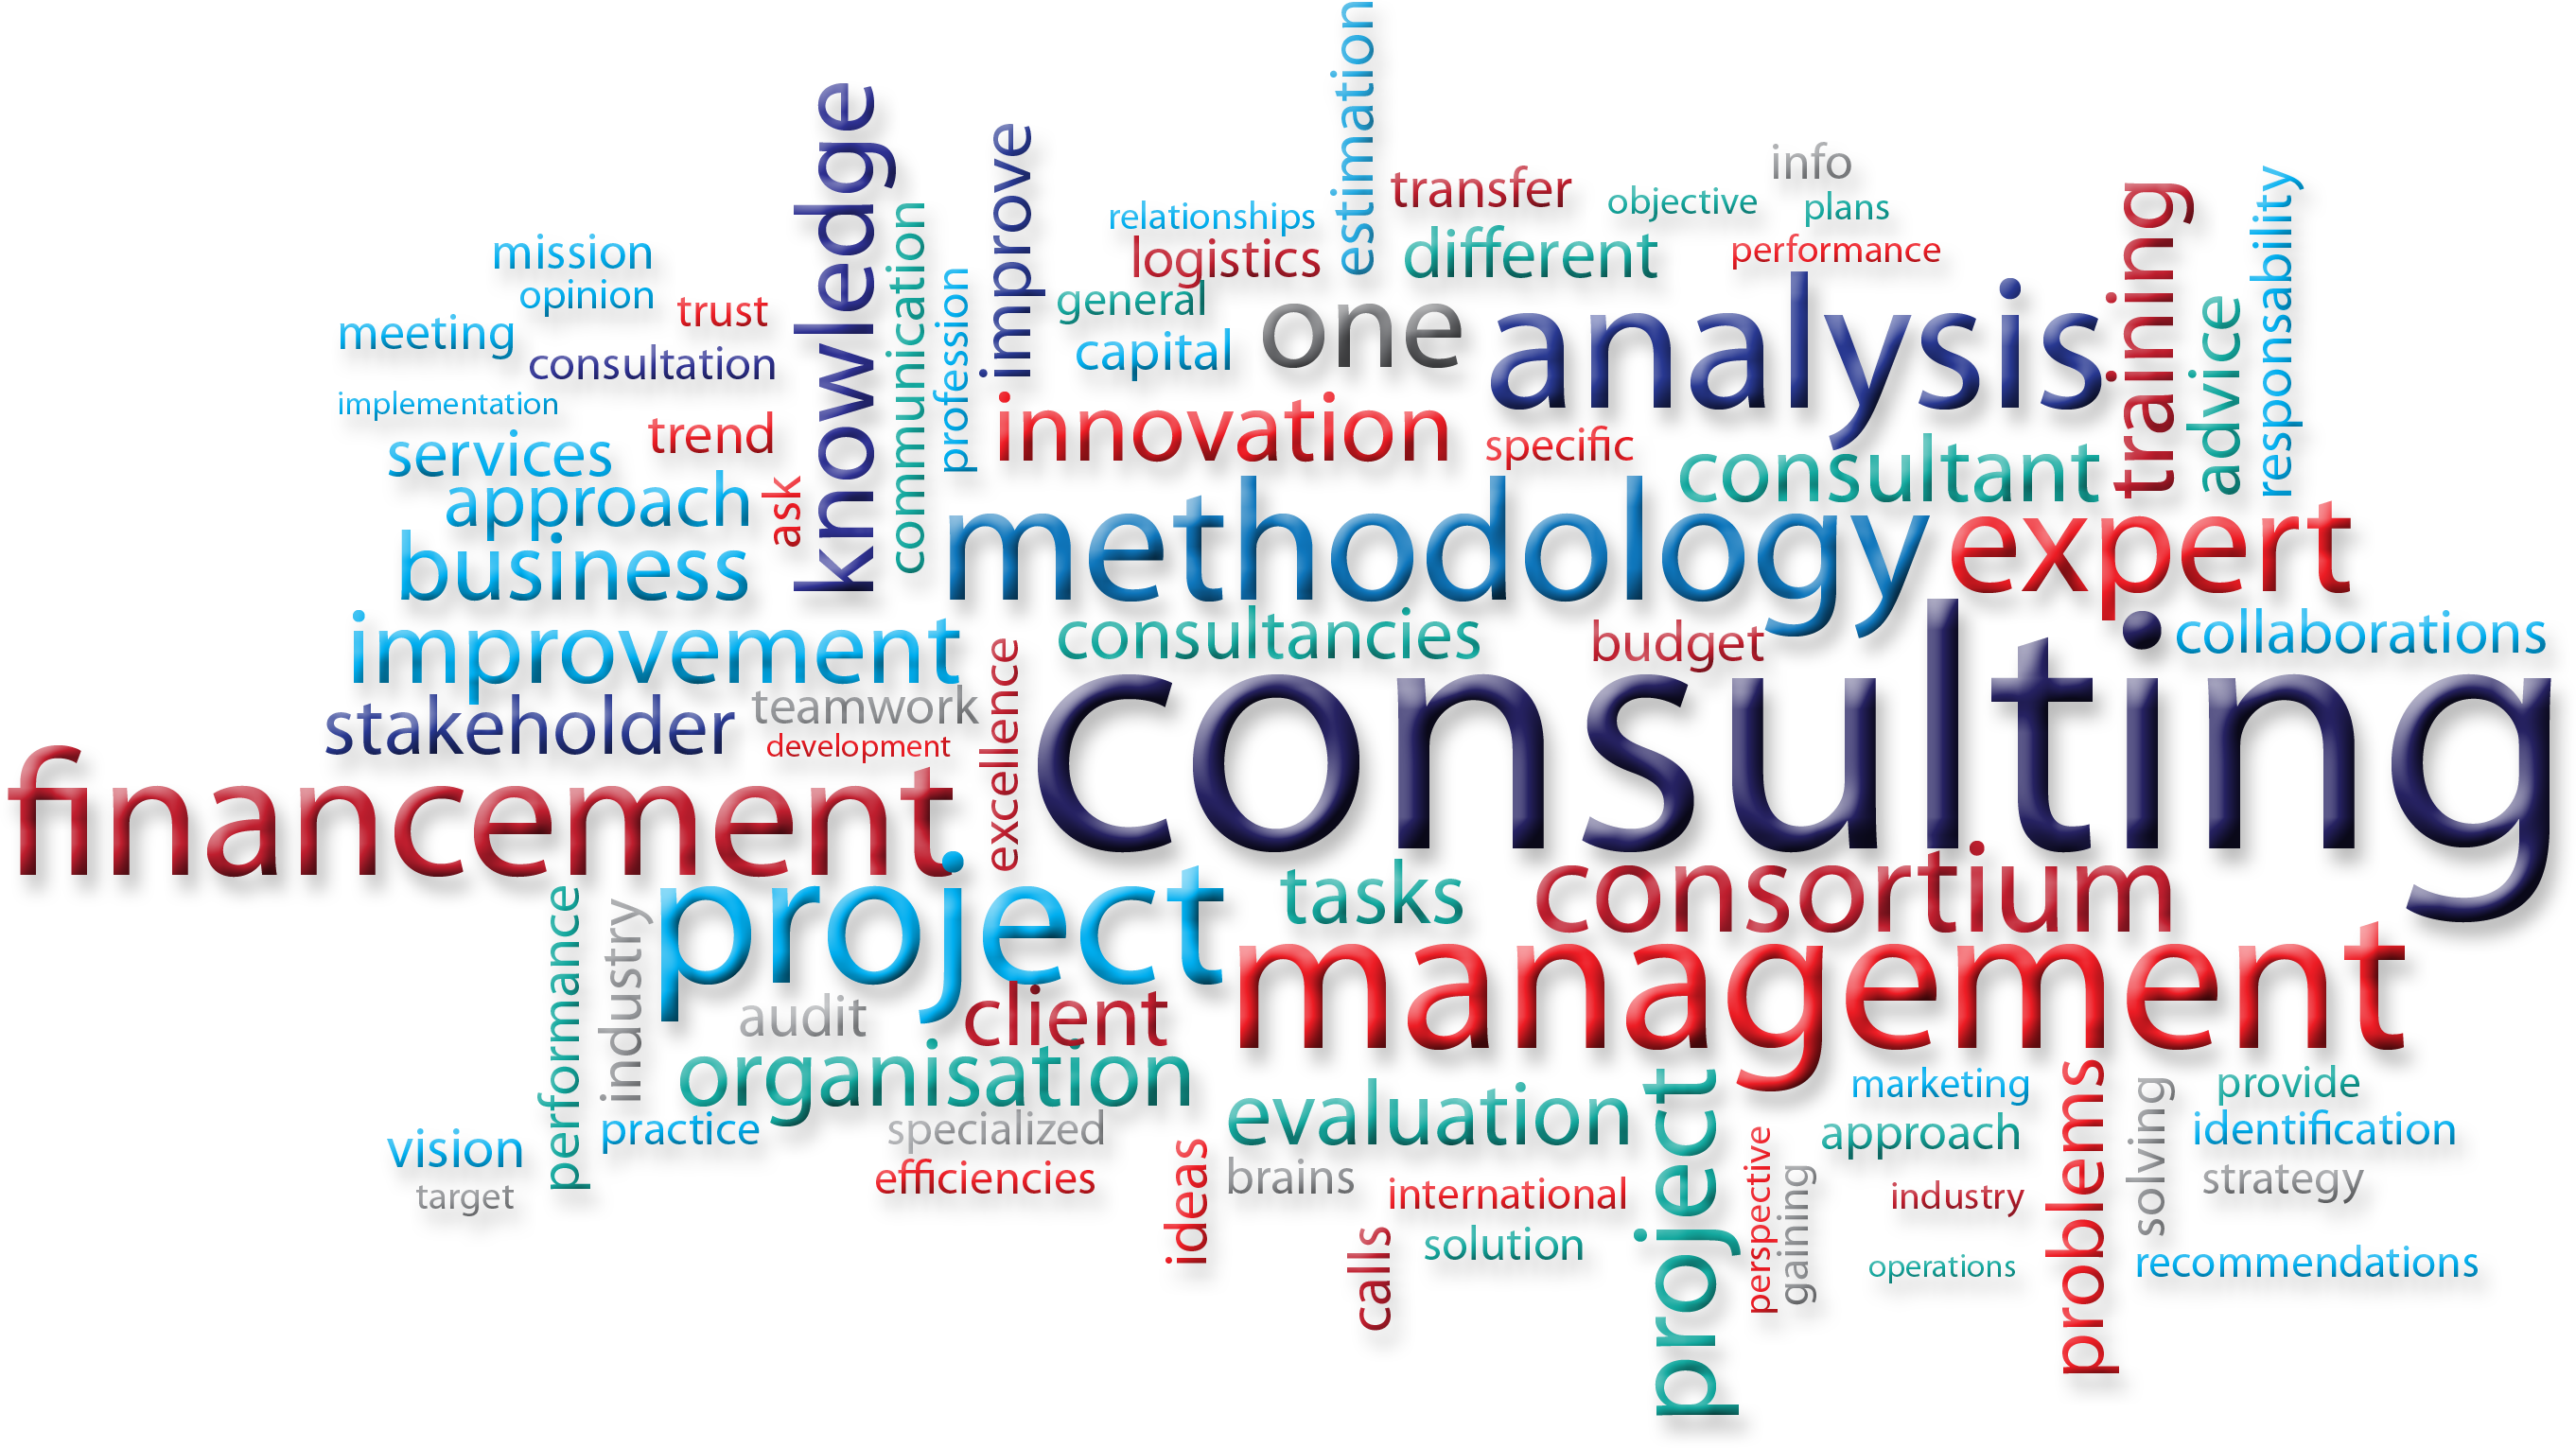 estimation
knowledge
improve
info
transfer
objective
plans
relationships
training
responsability
communication
mission
logistics
different
performance
profession
opinion
trust
general
one
analysis
advice
meeting
capital
consultation
implementation
innovation
specific
trend
services
consultant
approach
ask
methodology
expert
business
improvement
consultancies
budget
consulting
collaborations
excellence
stakeholder
teamwork
development
financement
project
tasks
consortium
performance
industry
management
audit
client
organisation
evaluation
project
marketing
problems
solving
provide
vision
practice
specialized
approach
identification
target
efficiencies
ideas
brains
international
perspective
gaining
industry
strategy
calls
solution
operations
recommendations